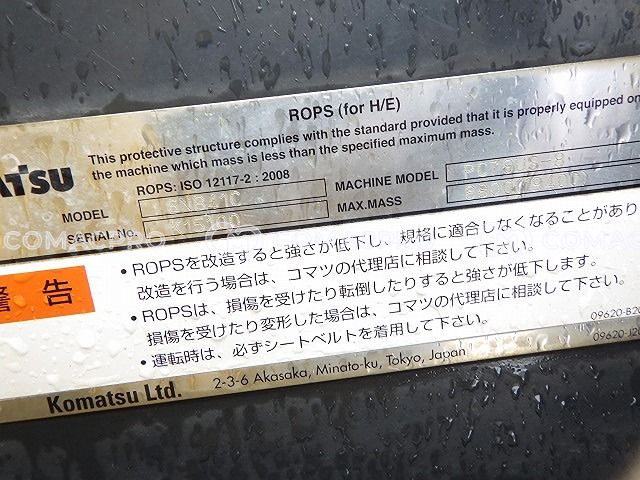 ROPS (for H/E)
This protective structure complies with the standard provided that it is properly equipped on
the machine which mass is less than the specified maximum mass.
ATSU
ROPS: ISO 12117-2 : 2008
MODEL
MACHINE MODEL
SERIAL No.
MAX.MASS
警告
• ROPSを改造すると強さが低下し、規格に適合しなくなることがあり
改造を行う場合は、コマツの代理店に相談して下さい。
• ROPSは、損傷を受けたり転倒したりすると強さが低下します。
損傷を受けたり変形した場合は、コマツの代理店に相談して下さい。
• 運転時は、必ずシートベルトを着用して下さい。
09620-B20
09620-J20
Komatsu Ltd.
2-3-6 Akasaka, Minato-ku, Tokyo, Japan